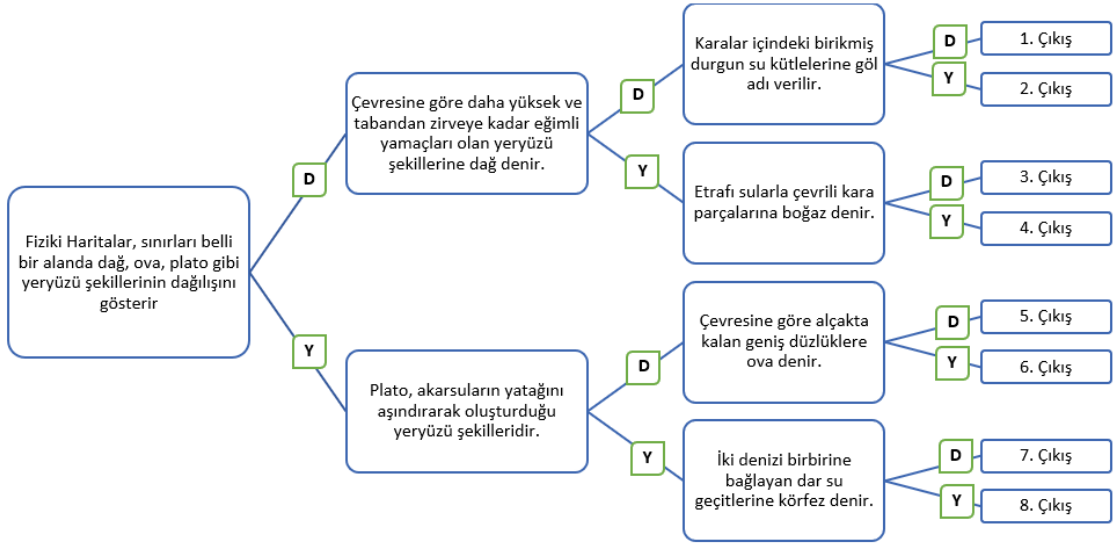 Fiziki Haritalar, sınırları belli
bir alanda dağ, ova, plato gibi
yeryüzü şekillerinin dağılışını
gösterir
D
Y
Çevresine göre daha yüksek ve
tabandan zirveye kadar eğimli
yamaçları olan yeryüzü
şekillerine dağ denir.
D
Y
Plato, akarsuların yatağını
aşındırarak oluşturduğu
yeryüzü şekilleridir.
D
Y
Karalar içindeki birikmiş
durgun su kütlelerine göl
adı verilir.
D
1. Çıkış
Y
2. Çıkış
Etrafı sularla çevrili kara
parçalarına boğaz denir.
D
3. Çıkış
Y
4. Çıkış
Çevresine göre alçakta
kalan geniş düzlüklere
ova denir.
D
5. Çıkış
Y
6. Çıkış
İki denizi birbirine
bağlayan dar su
geçitlerine körfez denir.
D
7. Çıkış
Y
8. Çıkış